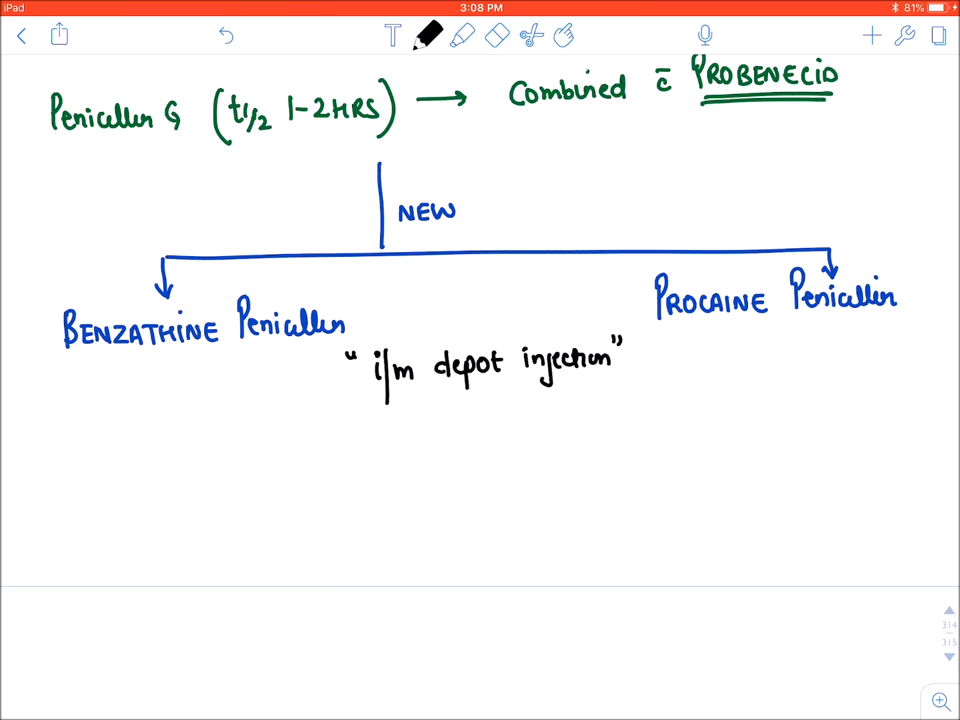 iPad 3:08 PM 81%
T
Penicillin G (t1/2 1-2HRS) → Combined c̄ PROBENECID
NEW
BENZATHINE Penicillin
PROCAINE Penicillin
“ i/m depot injection”
314
315